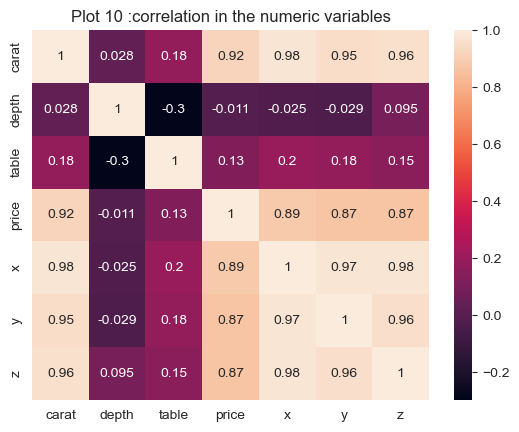 Plot 10 :correlation in the numeric variables
carat 1 0.028 0.18 0.92 0.98 0.95 0.96
depth 0.028 1 -0.3 -0.011 -0.025 -0.029 0.095
table 0.18 -0.3 1 0.13 0.2 0.18 0.15
price 0.92 -0.011 0.13 1 0.89 0.87 0.87
x 0.98 -0.025 0.2 0.89 1 0.97 0.98
y 0.95 -0.029 0.18 0.87 0.97 1 0.96
z 0.96 0.095 0.15 0.87 0.98 0.96 1
carat depth table price x y z
1.0
0.8
0.6
0.4
0.2
0.0
−0.2